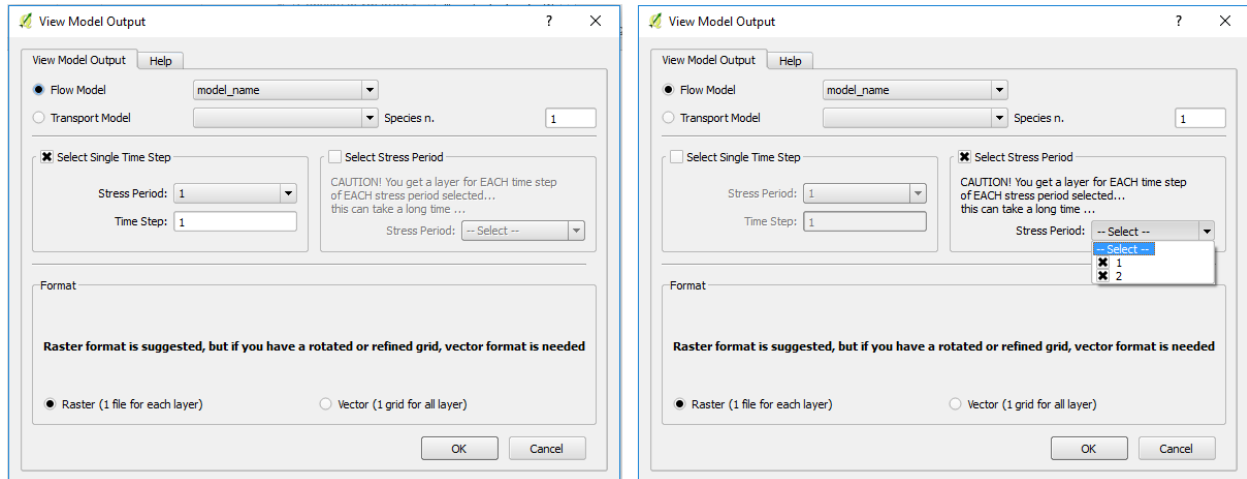 View Model Output
?
View Model Output Help
Flow Model model_name
Transport Model Species n. 1
Select Single Time Step
Stress Period: 1
Time Step: 1
Select Stress Period
CAUTION! You get a layer for EACH time step
of EACH stress period selected...
this can take a long time ...
Stress Period: -- Select --
Format
Raster format is suggested, but if you have a rotated or refined grid, vector format is needed
Raster (1 file for each layer) Vector (1 grid for all layer)
OK Cancel
View Model Output
?
View Model Output Help
Flow Model model_name
Transport Model Species n. 1
Select Single Time Step
Stress Period: 1
Time Step: 1
Select Stress Period
CAUTION! You get a layer for EACH time step
of EACH stress period selected...
this can take a long time ...
Stress Period: -- Select --
-- Select --
1
2
Format
Raster format is suggested, but if you have a rotated or refined grid, vector format is needed
Raster (1 file for each layer) Vector (1 grid for all layer)
OK Cancel